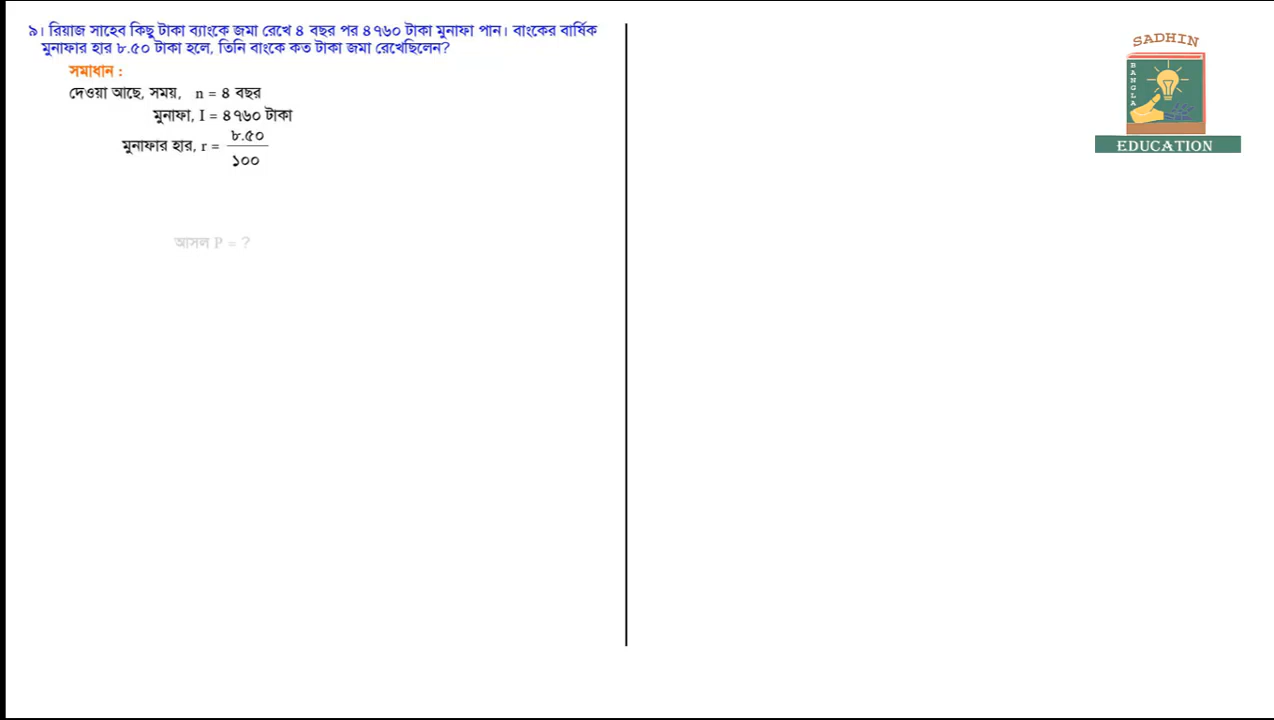 ৯। রিয়াজ সাহেব কিছু টাকা ব্যাংকে জমা রেখে ৪ বছর পর ৪৭৬০ টাকা মুনাফা পান। বাংকের বার্ষিক
মুনাফার হার ৮.৫০ টাকা হলে, তিনি বাংকে কত টাকা জমা রেখেছিলেন?
সমাধান :
দেওয়া আছে, সময়, n = ৪ বছর
মুনাফা, I = ৪৭৬০ টাকা
মুনাফার হার, r = ৮.৫০
১০০
আসল P = ?
SADHIN
BANGLA
EDUCATION